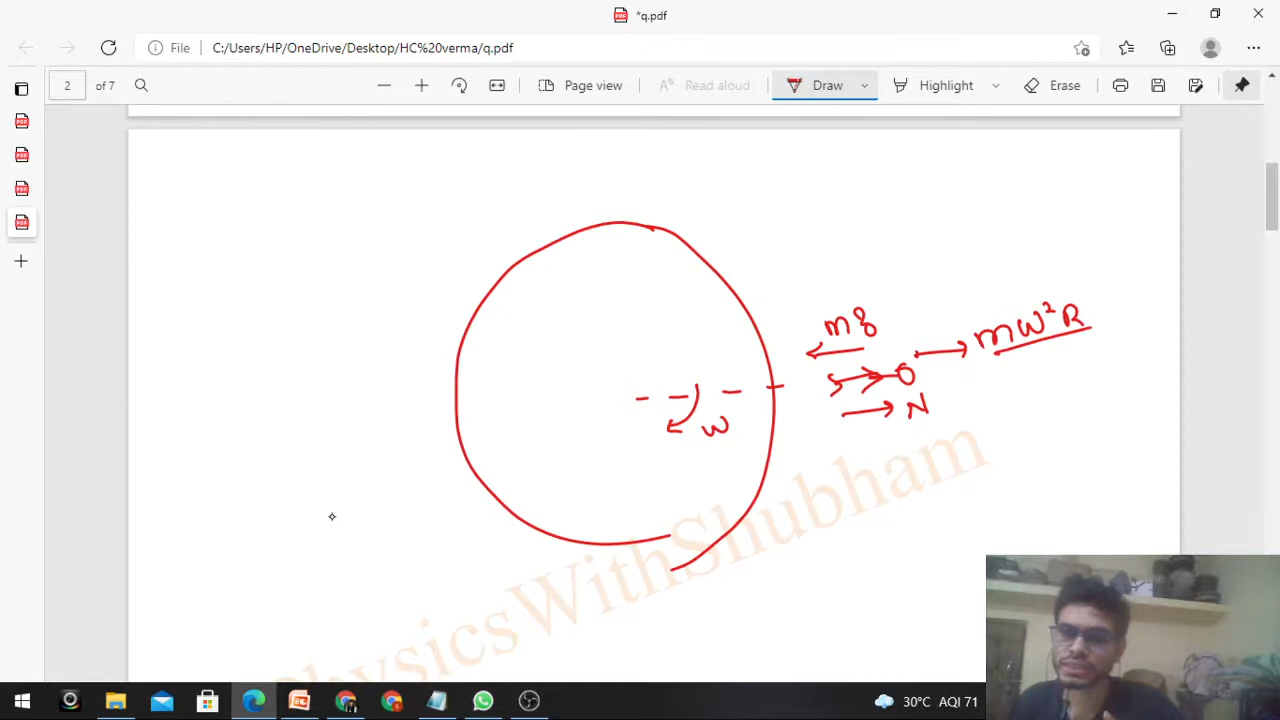 *q.pdf
File C:/Users/HP/OneDrive/Desktop/HC%20verma/q.pdf
2 of 7 Page view Read aloud Draw Highlight Erase
mg
mw²R
N
w
PhysicsWithShubham
30°C AQI 71